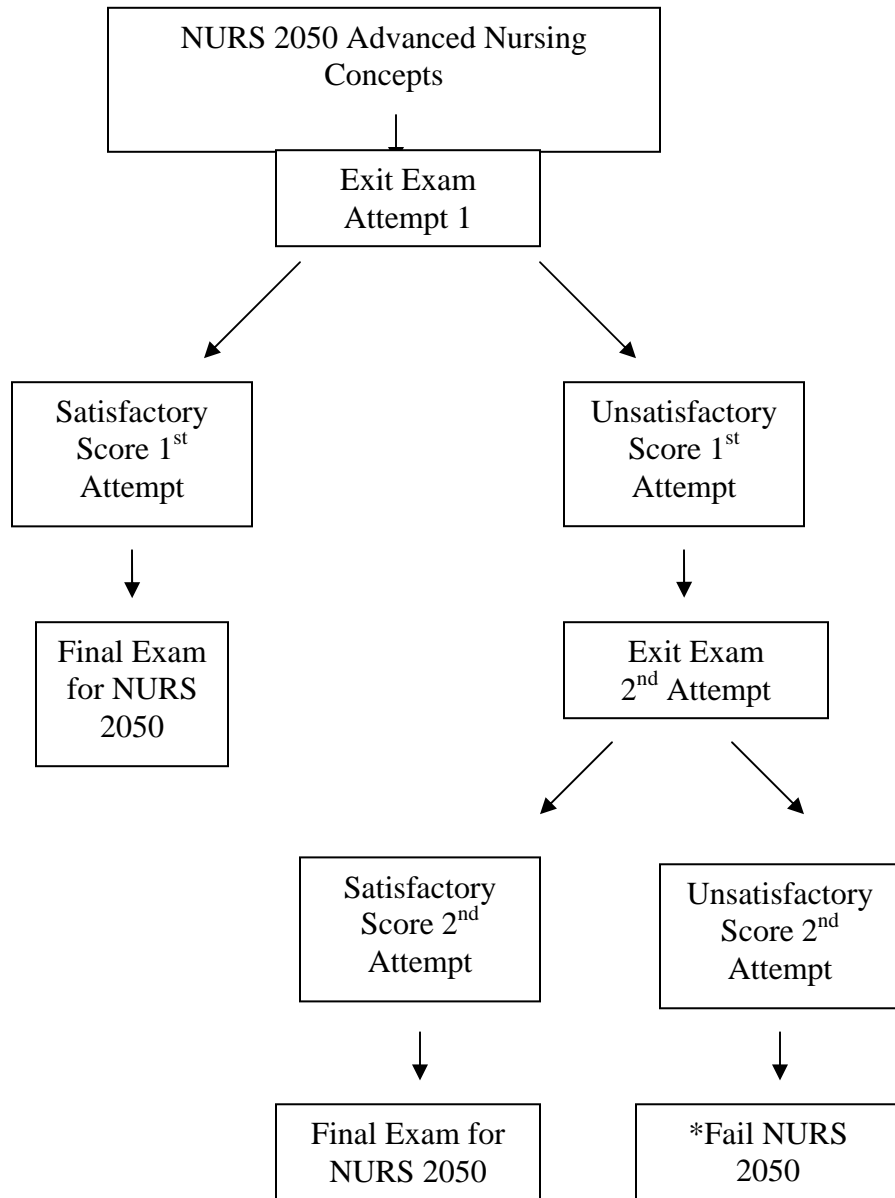 NURS 2050 Advanced Nursing
Concepts
Exit Exam
Attempt 1
Satisfactory
Score 1st
Attempt
Unsatisfactory
Score 1st
Attempt
Final Exam
for NURS
2050
Exit Exam
2nd Attempt
Satisfactory
Score 2nd
Attempt
Unsatisfactory
Score 2nd
Attempt
Final Exam for
NURS 2050
*Fail NURS
2050